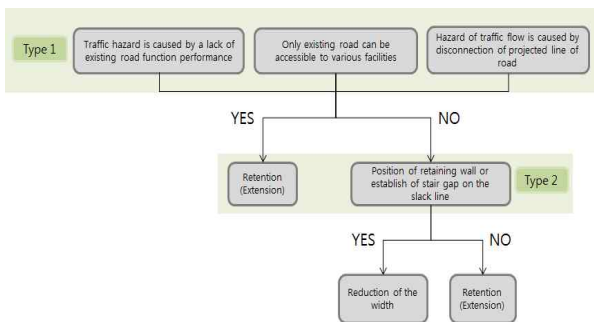 Type 1
Traffic hazard is caused by a lack of
existing road function performance
Only existing road can be
accessible to various facilities
Hazard of traffic flow is caused by
disconnection of projected line of
road
YES
NO
Retention
(Extension)
Position of retaining wall or
establish of stair gap on the
slack line
Type 2
YES
NO
Reduction of the
width
Retention
(Extension)